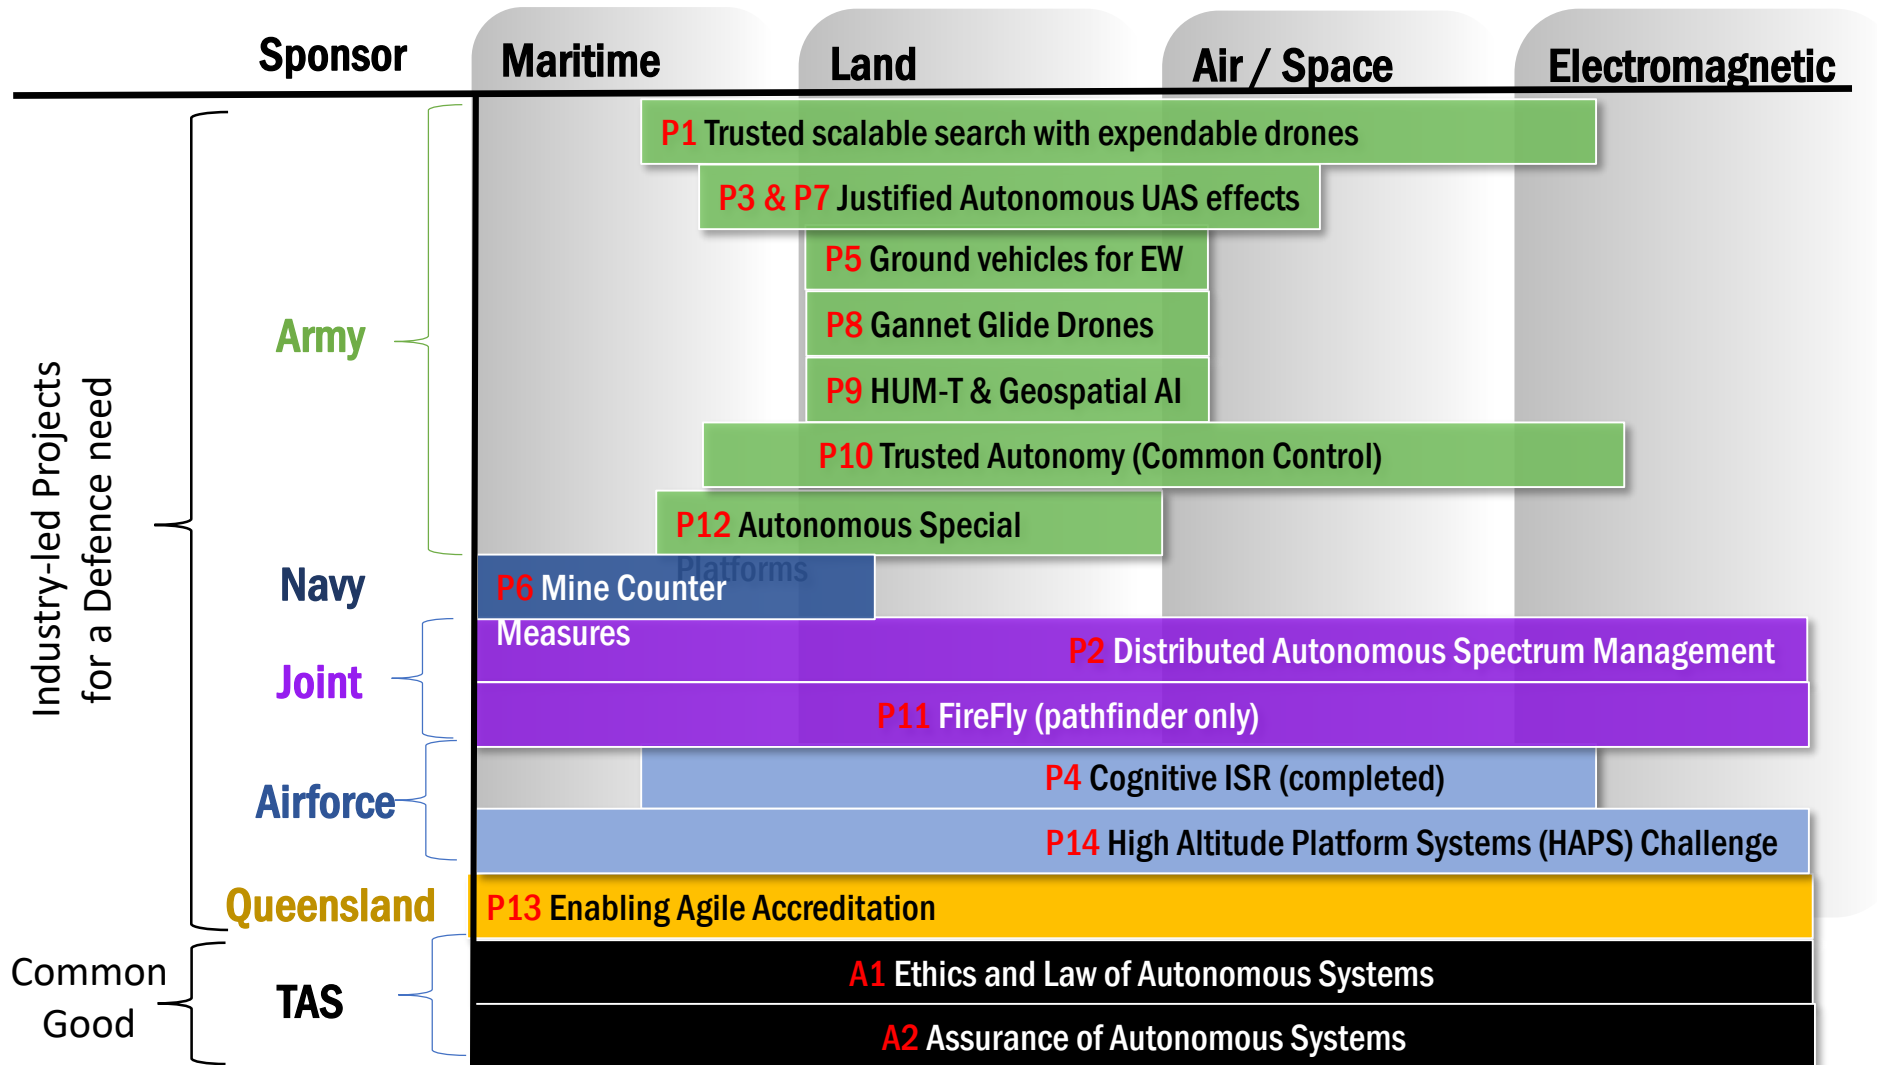 Sponsor
Maritime
Land
Air / Space
Electromagnetic
Industry-led Projects
for a Defence need
Army
P1 Trusted scalable search with expendable drones
P3 & P7 Justified Autonomous UAS effects
P5 Ground vehicles for EW
P8 Gannet Glide Drones
P9 HUM-T & Geospatial AI
P10 Trusted Autonomy (Common Control)
P12 Autonomous Special
Platforms
Navy
P6 Mine Counter
Measures
Joint
P2 Distributed Autonomous Spectrum Management
P11 FireFly (pathfinder only)
Airforce
P4 Cognitive ISR (completed)
P14 High Altitude Platform Systems (HAPS) Challenge
Queensland
P13 Enabling Agile Accreditation
Common
Good
TAS
A1 Ethics and Law of Autonomous Systems
A2 Assurance of Autonomous Systems